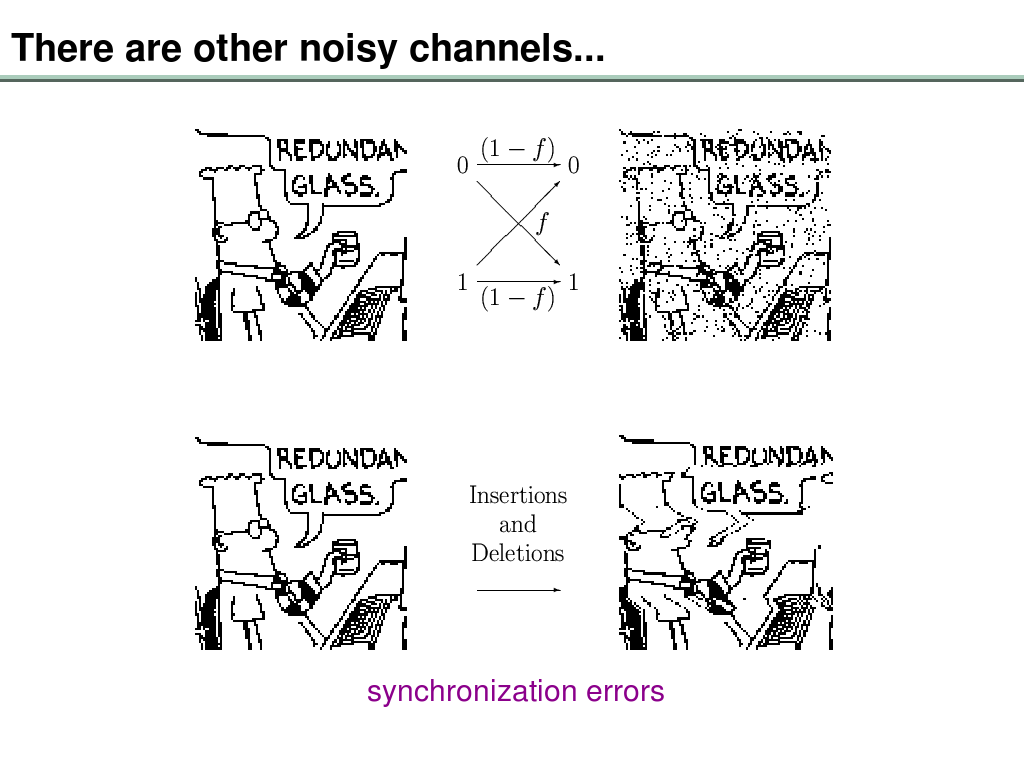 There are other noisy channels...
REDUNDAN
GLASS.
(1 − f)
0 0
f
1 1
(1 − f)
REDUNDAN
GLASS.
REDUNDAN
GLASS.
Insertions
and
Deletions
REDUNDAN
GLASS.
synchronization errors